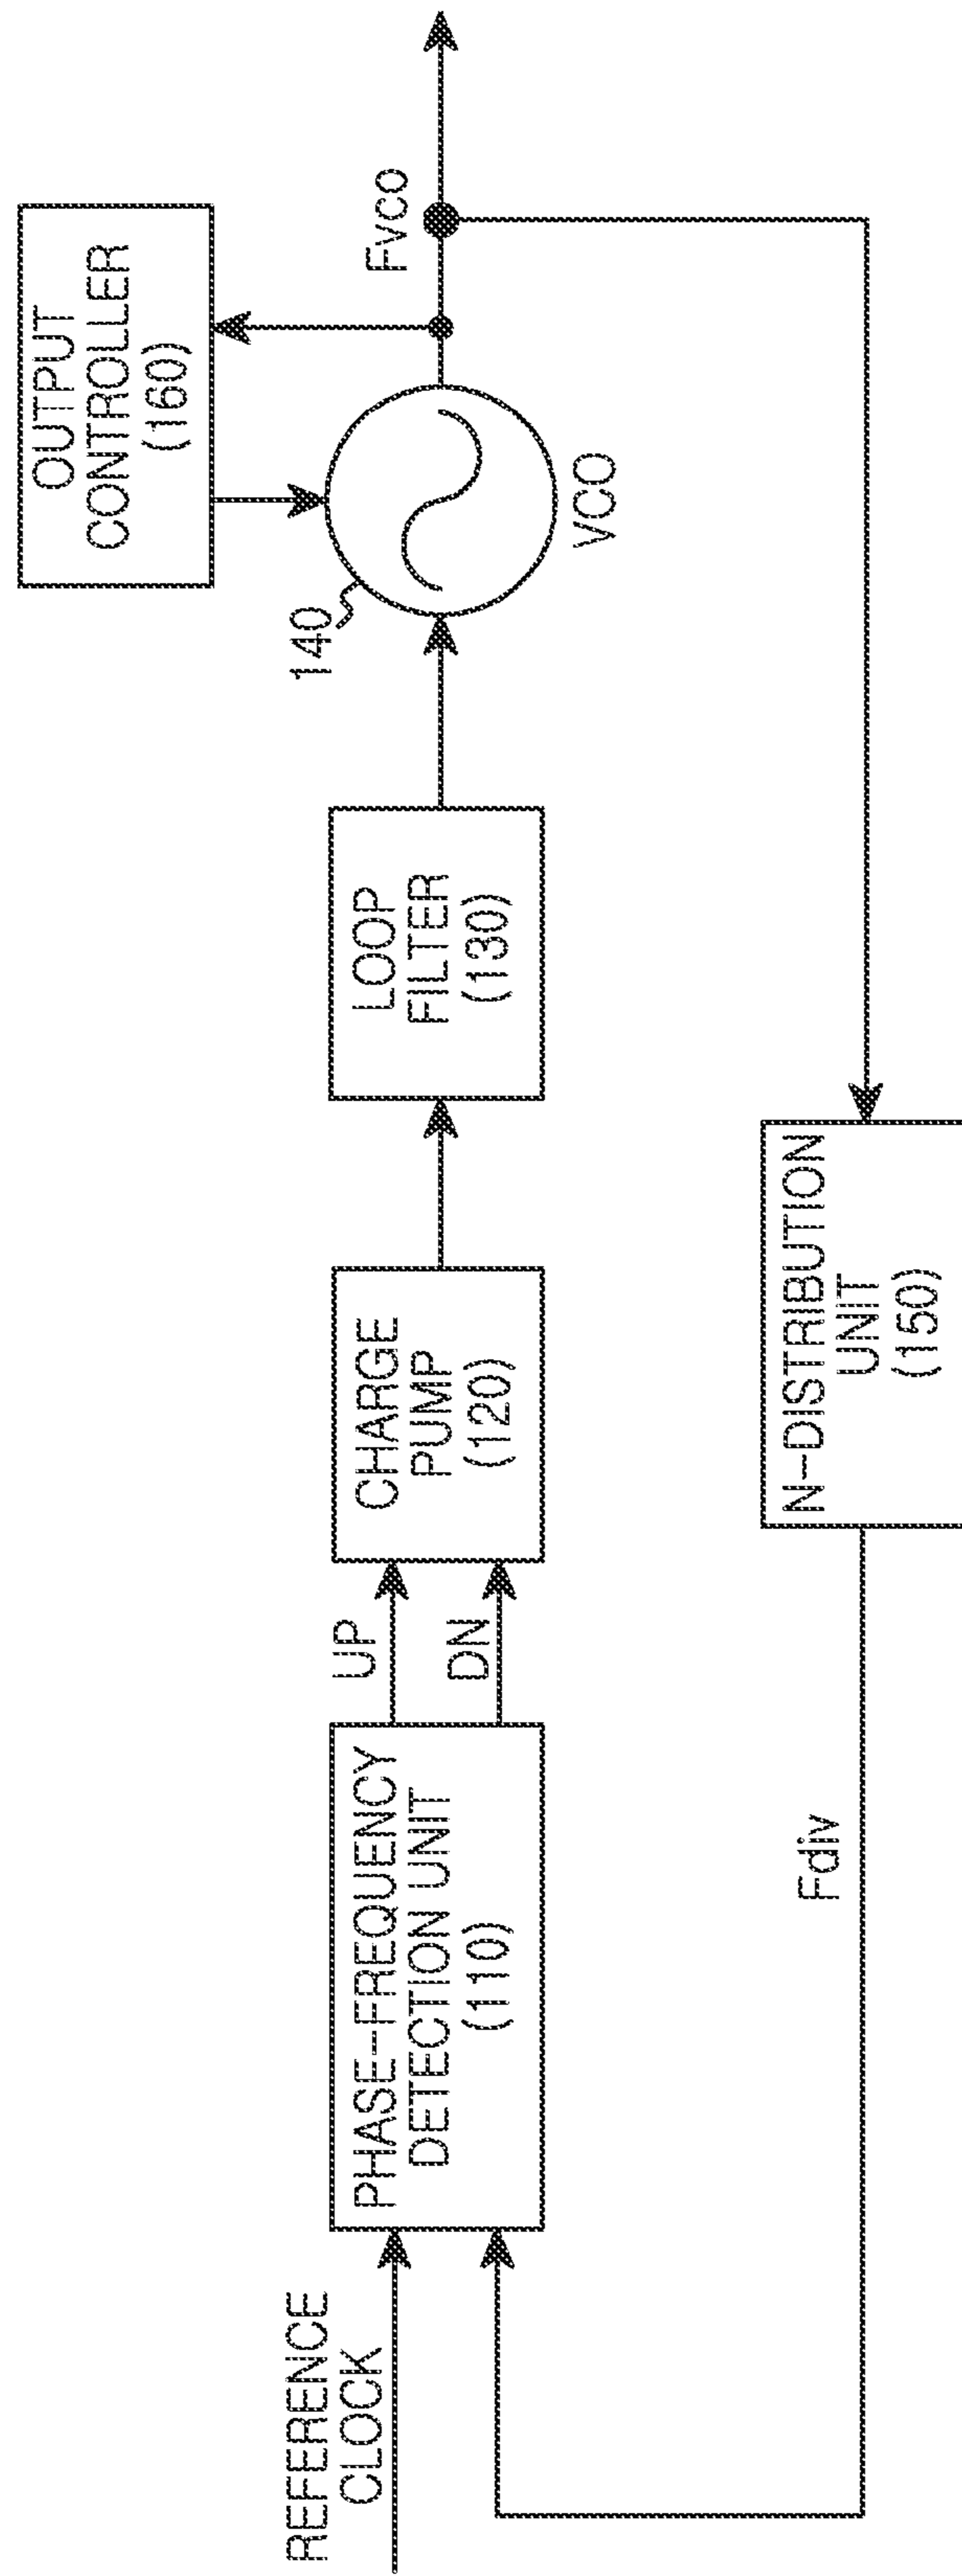 OUTPUT
CONTROLLER
(160)
REFERENCE
CLOCK
PHASE-FREQUENCY
DETECTION UNIT
(110)
UP
DN
CHARGE
PUMP
(120)
LOOP
FILTER
(130)
140
VCO
Fvco
Fdiv
N-DISTRIBUTION
UNIT
(150)